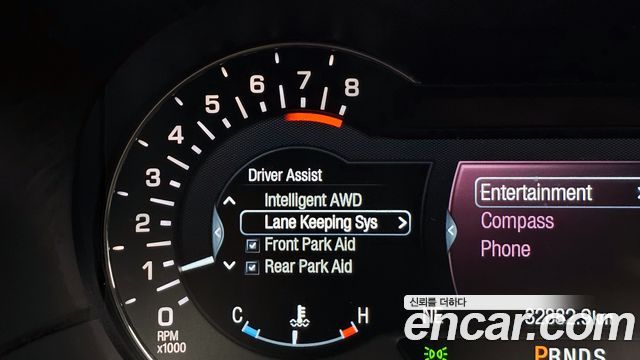 8
7
6
5
4
3
2
1
0
RPM
x1000
Driver Assist
Intelligent AWD
Lane Keeping Sys
Front Park Aid
Rear Park Aid
C H
Entertainment
Compass
Phone
신뢰를 더하다
encar.com
PRNDS